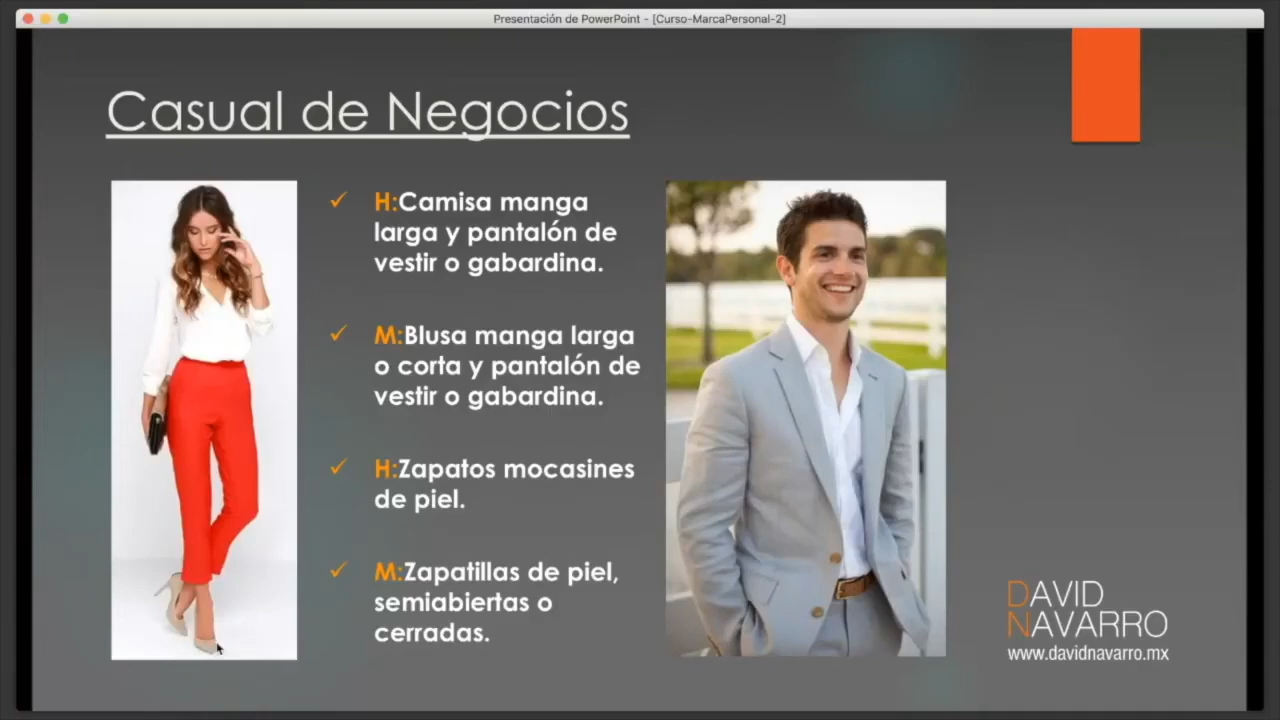 Presentación de PowerPoint - [Curso-MarcaPersonal-2]
Casual de Negocios
H:Camisa manga
larga y pantalón de
vestir o gabardina.
M:Blusa manga larga
o corta y pantalón de
vestir o gabardina.
H:Zapatos mocasines
de piel.
M:Zapatillas de piel,
semiabiertas o
cerradas.
DAVID
NAVARRO
www.davidnavarro.mx